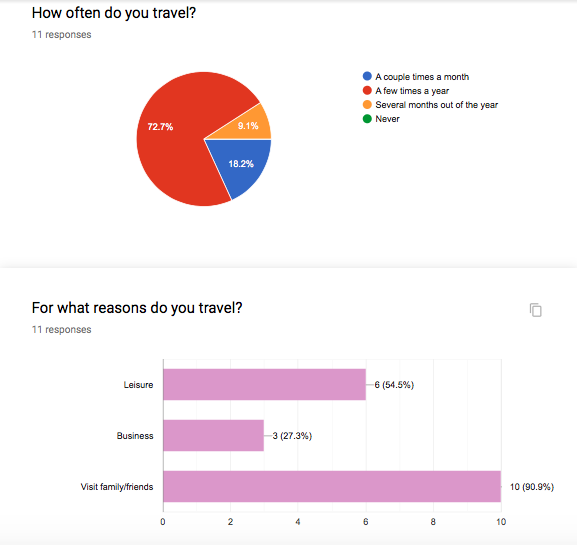 How often do you travel?
11 responses
72.7%
9.1%
18.2%
A couple times a month
A few times a year
Several months out of the year
Never
For what reasons do you travel?
11 responses
Leisure
6 (54.5%)
Business
3 (27.3%)
Visit family/friends
10 (90.9%)
0 2 4 6 8 10